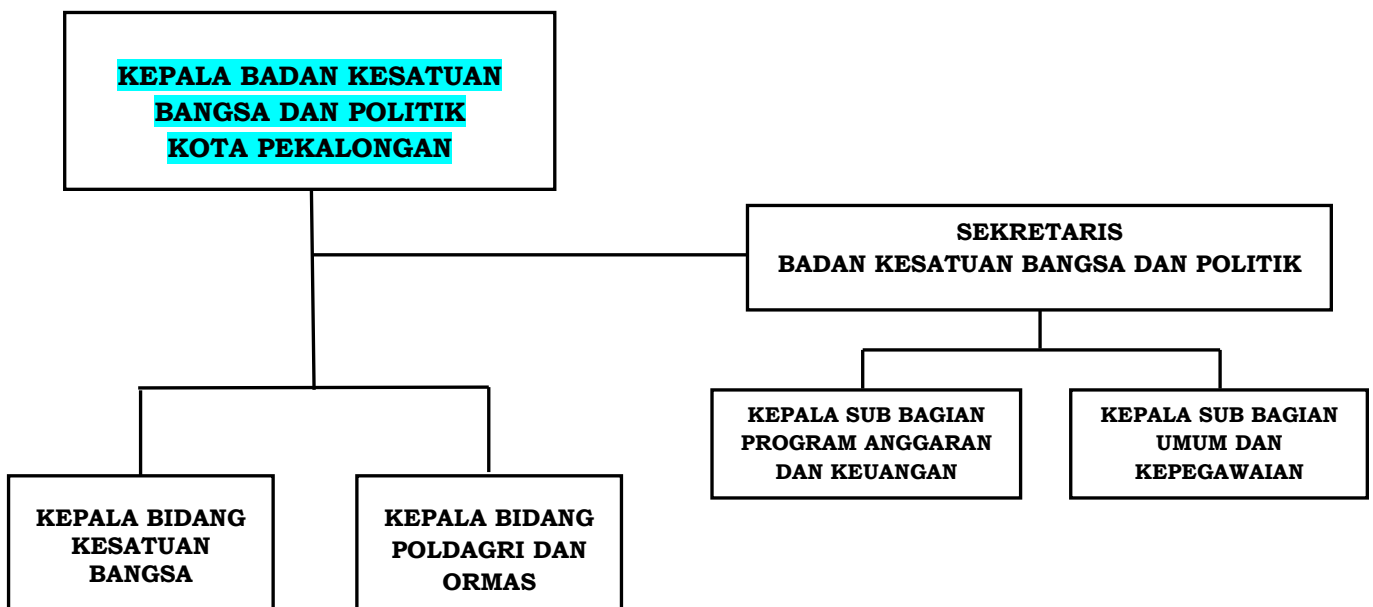 KEPALA BADAN KESATUAN
BANGSA DAN POLITIK
KOTA PEKALONGAN
SEKRETARIS
BADAN KESATUAN BANGSA DAN POLITIK
KEPALA SUB BAGIAN
PROGRAM ANGGARAN
DAN KEUANGAN
KEPALA SUB BAGIAN
UMUM DAN
KEPEGAWAIAN
KEPALA BIDANG
KESATUAN
BANGSA
KEPALA BIDANG
POLDAGRI DAN
ORMAS